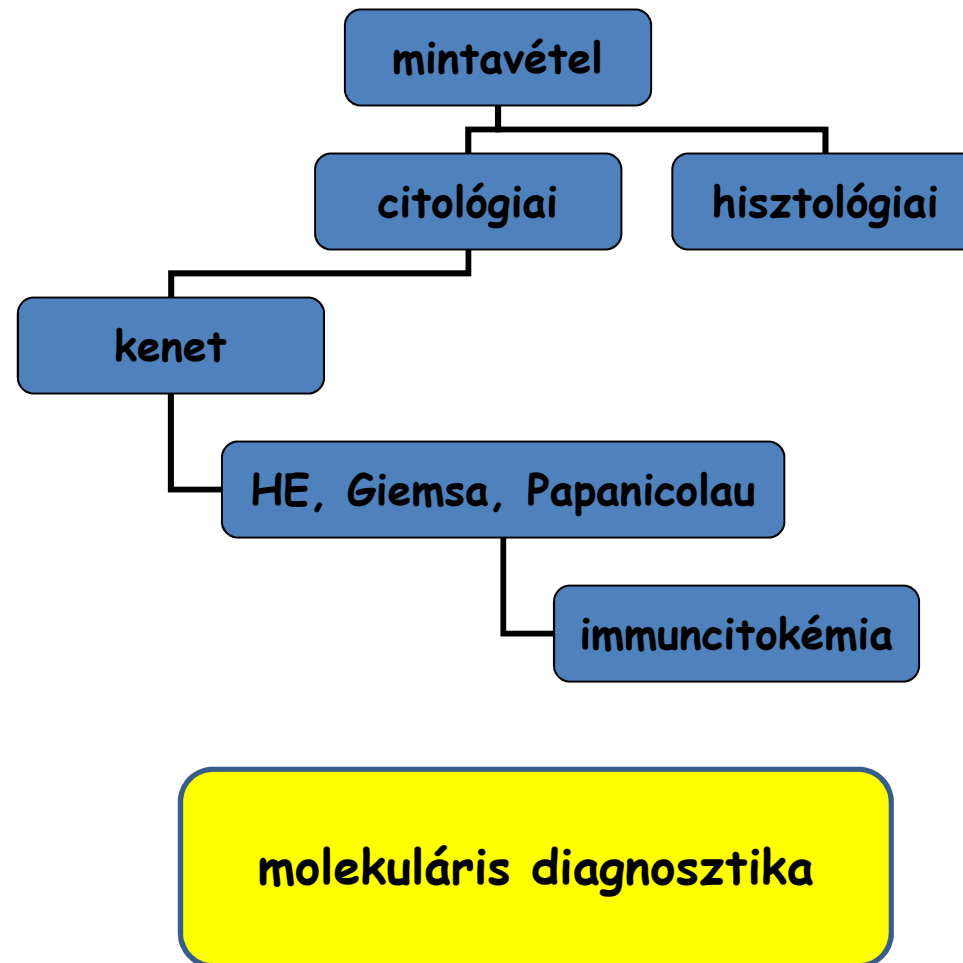 mintavétel
citológiai
hisztológiai
kenet
HE, Giemsa, Papanicolau
immuncitokémia
molekuláris diagnosztika